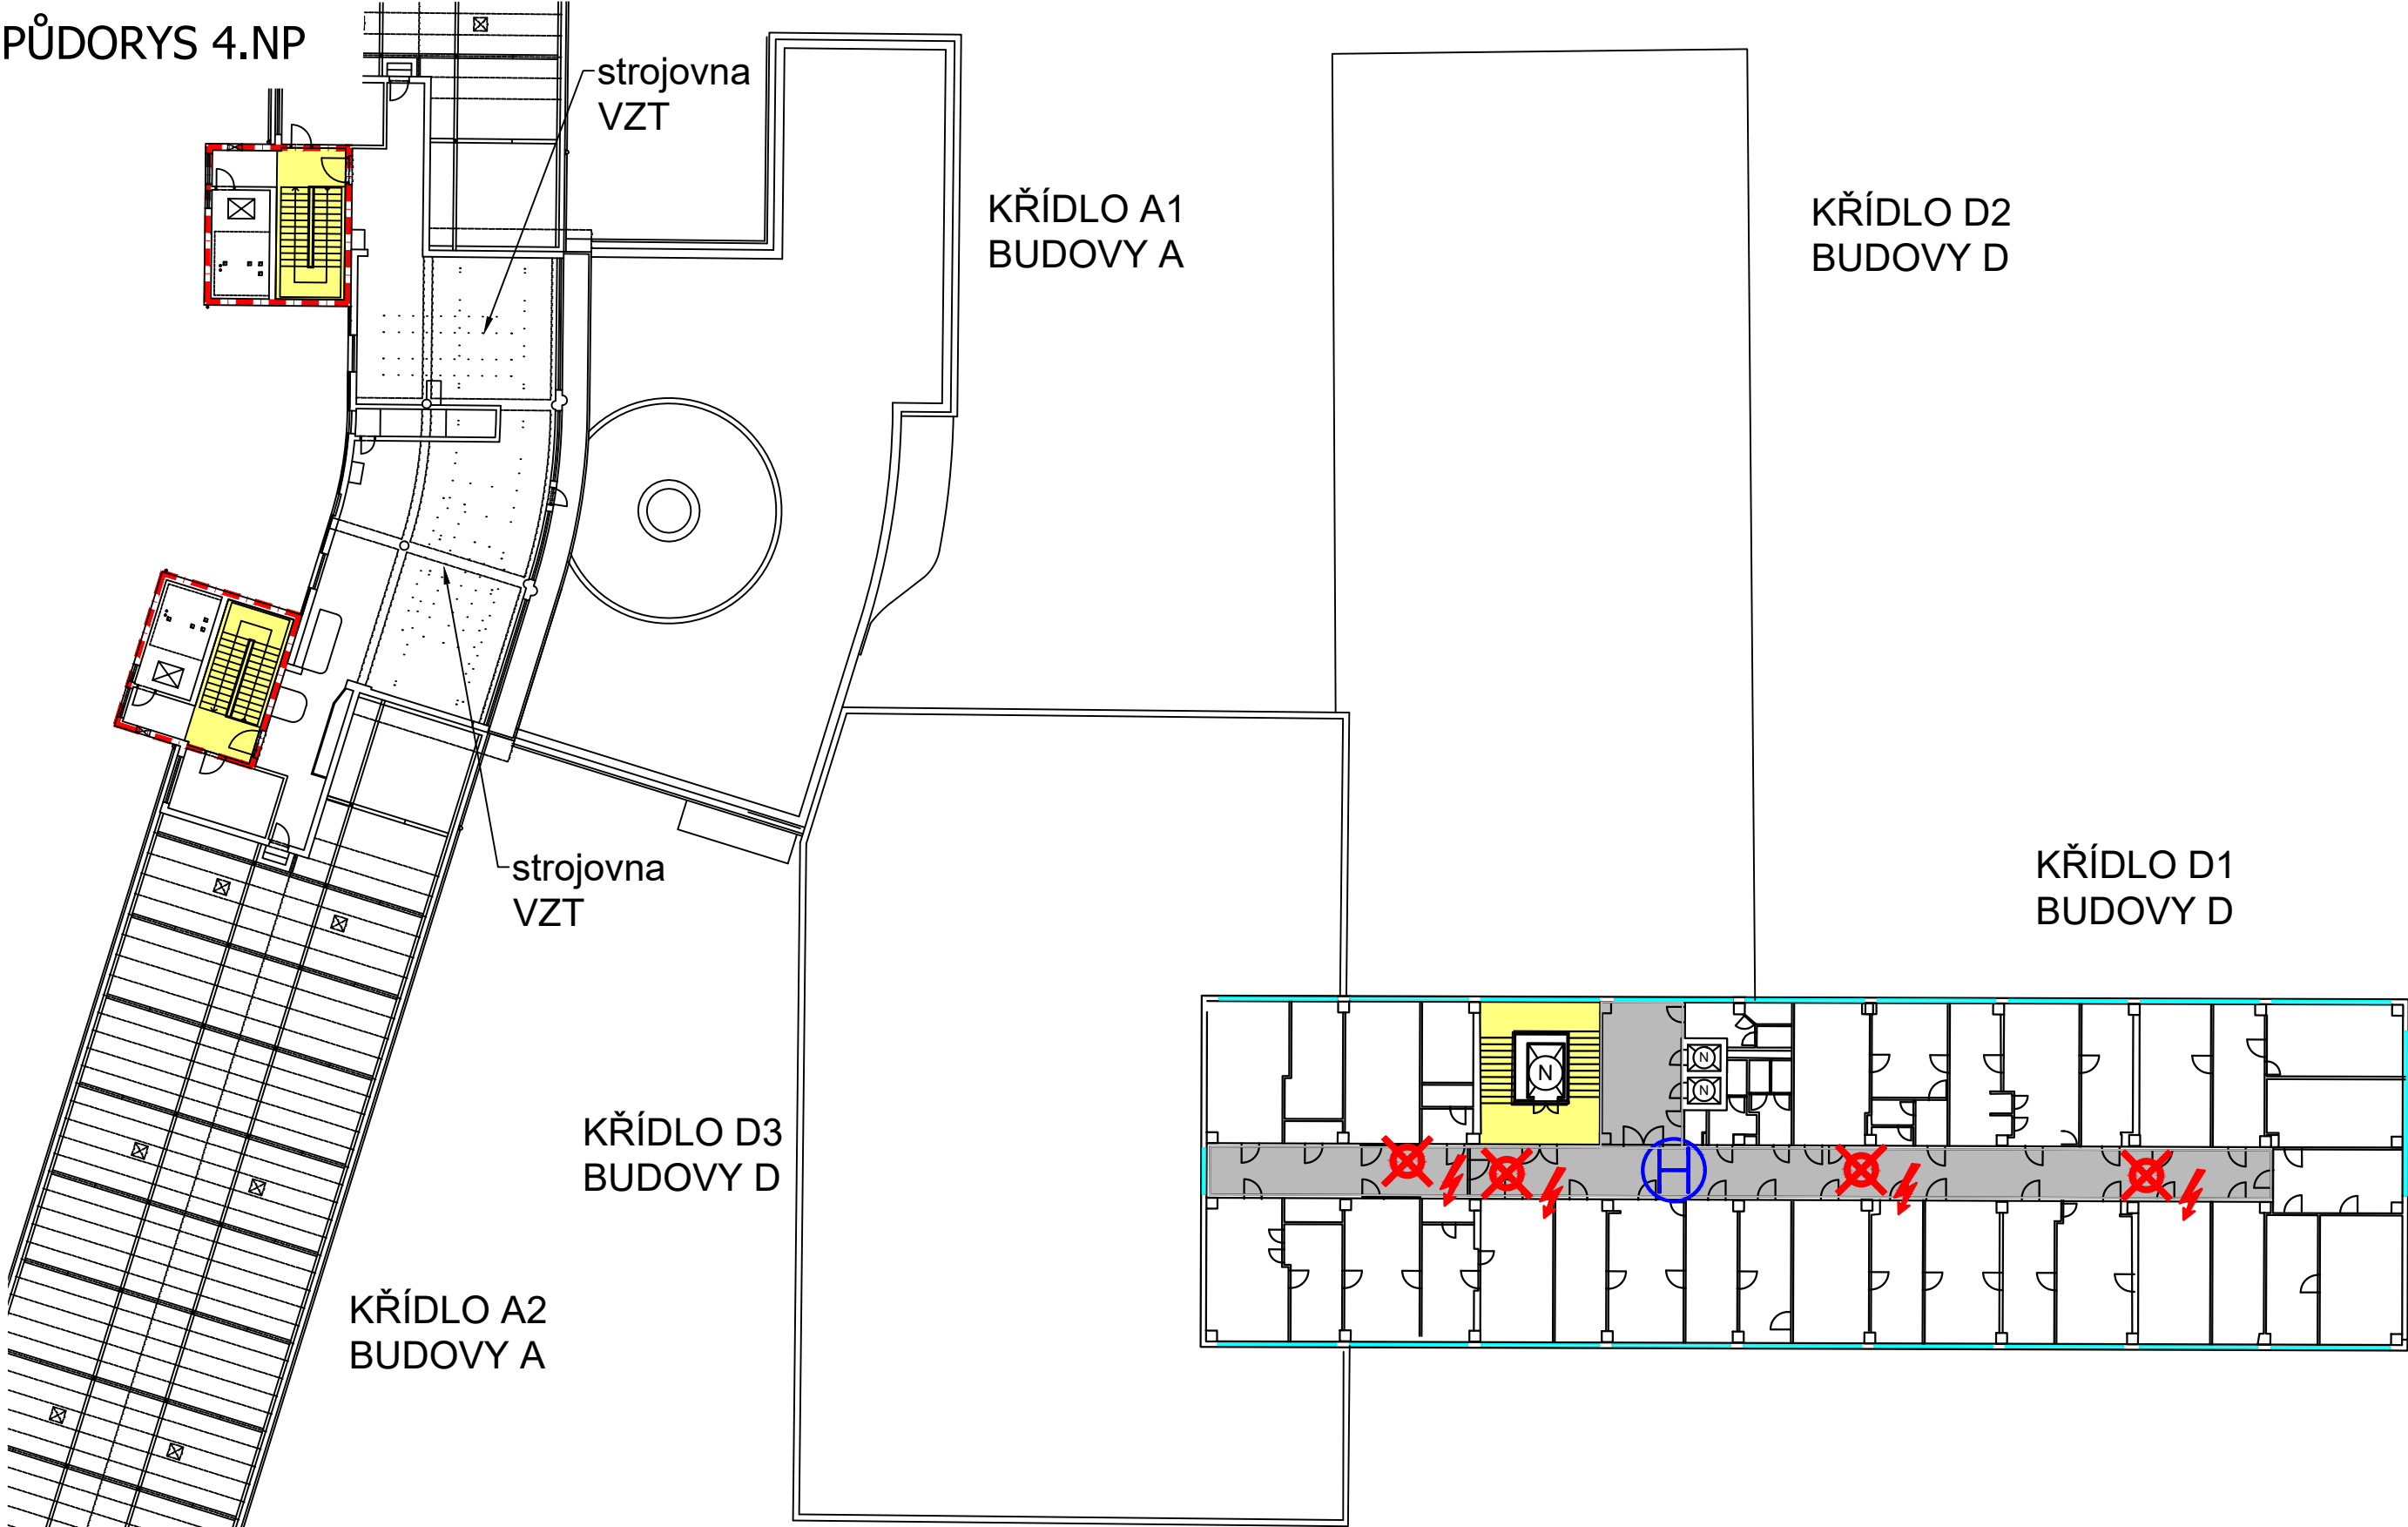 PŮDORYS 4.NP
strojovna
VZT
KŘÍDLO A1
BUDOVY A
KŘÍDLO D2
BUDOVY D
strojovna
VZT
KŘÍDLO D1
BUDOVY D
KŘÍDLO D3
BUDOVY D
KŘÍDLO A2
BUDOVY A
N
N
N
H